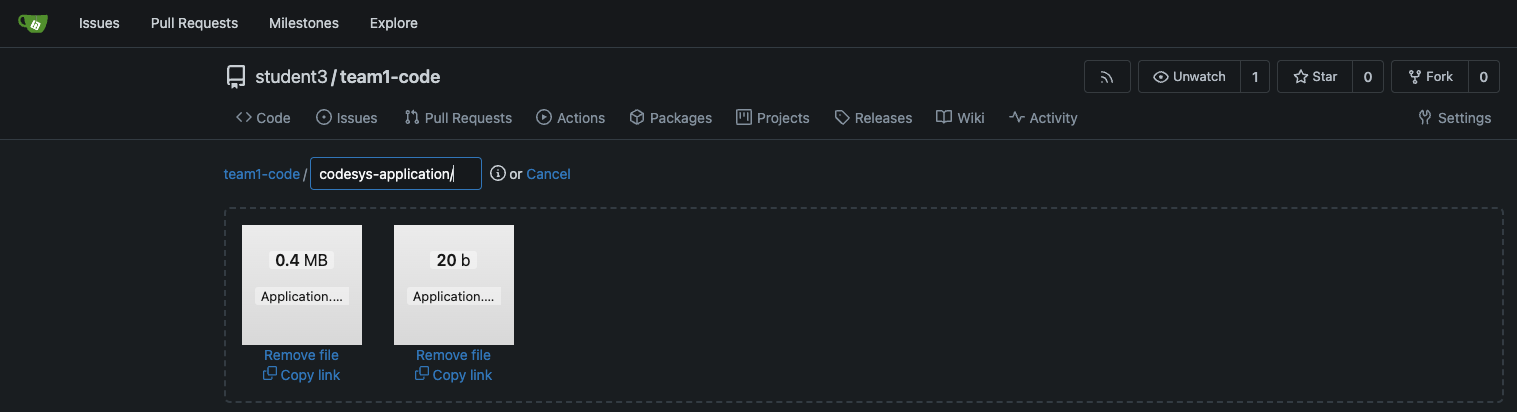 Issues Pull Requests Milestones Explore
student3/team1-code Unwatch 1 Star 0 Fork 0
Code Issues Pull Requests Actions Packages Projects Releases Wiki Activity Settings
team1-code / codesys-application/ or Cancel
0.4 MB 20 b
Application.... Application....
Remove file Remove file
Copy link Copy link